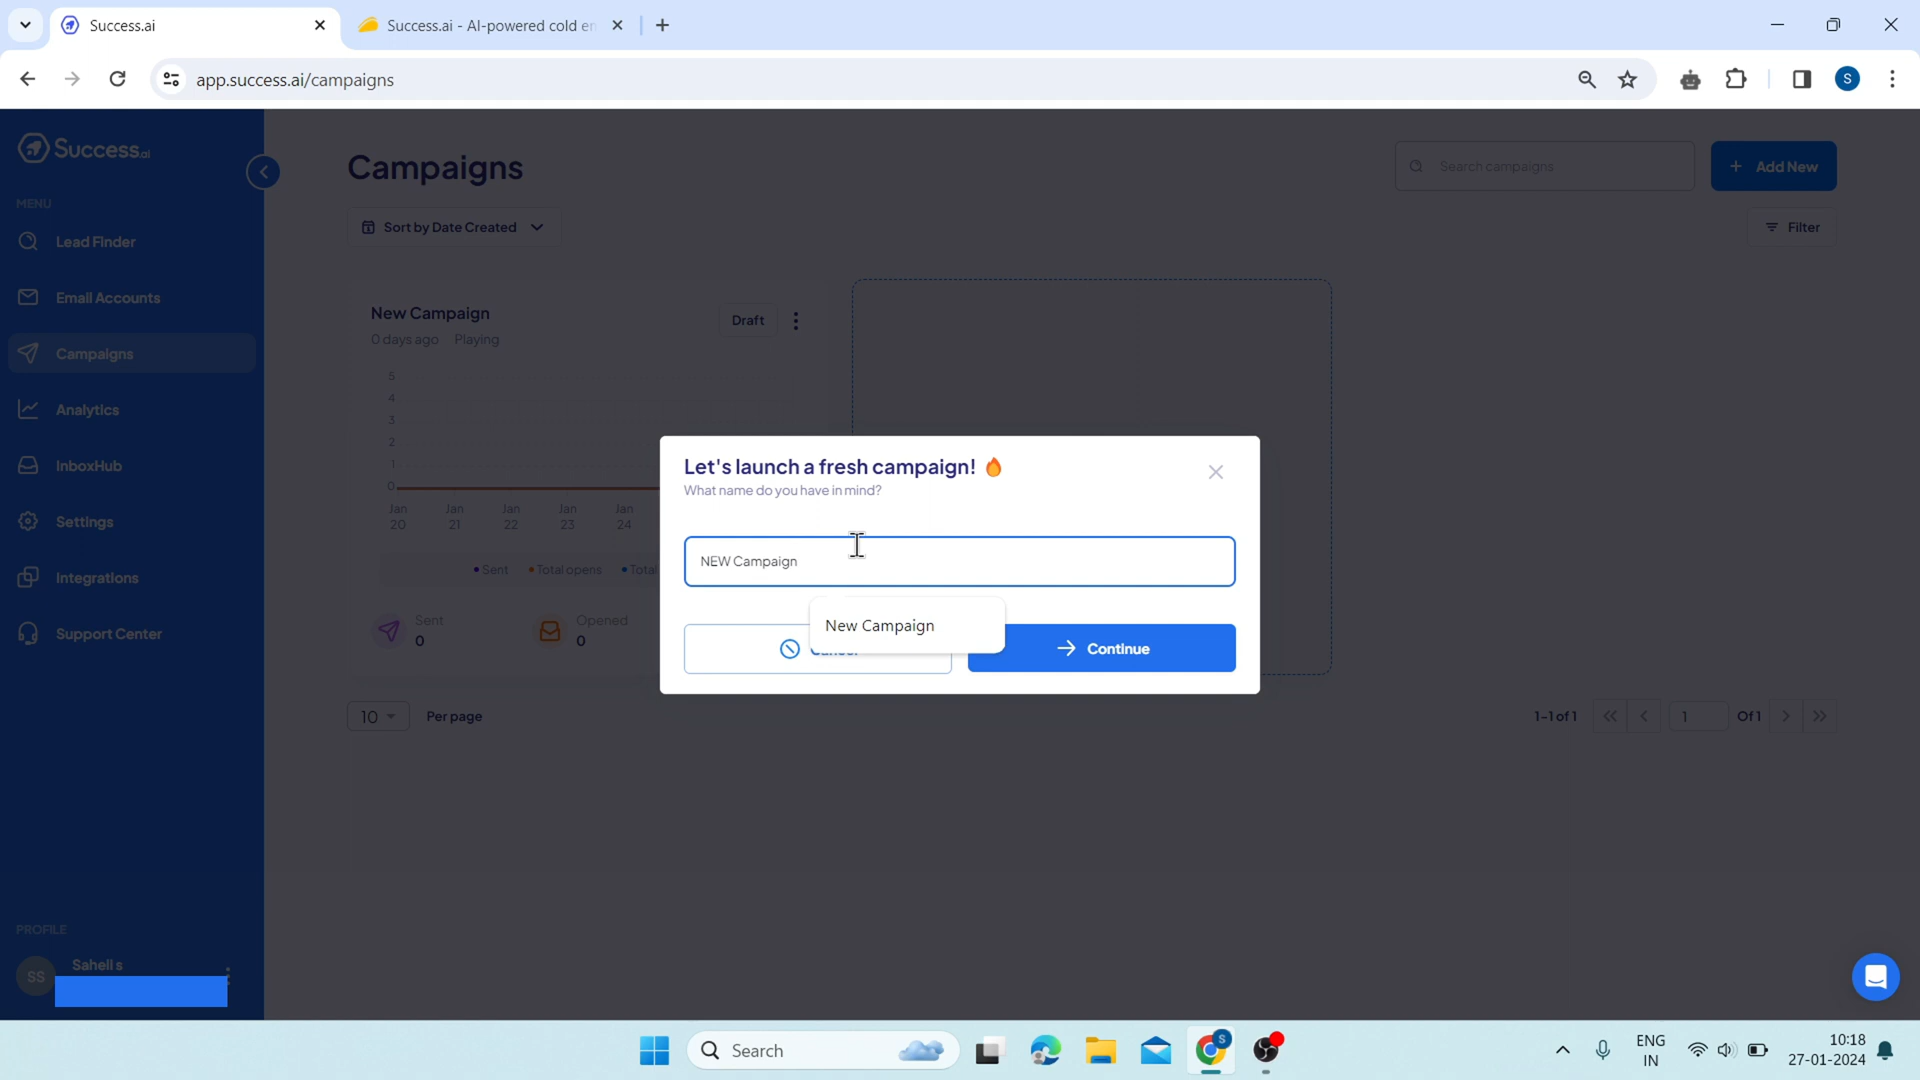 Success.ai
Success.ai - AI-powered cold en
app.success.ai/campaigns
S
Success.ai
MENU
Lead Finder
Email Accounts
Campaigns
Analytics
InboxHub
Settings
Integrations
Support Center
PROFILE
SS
Sahell s
Campaigns
Search campaigns
+ Add New
Sort by Date Created
Filter
New Campaign
Draft
0 days ago Playing
5
4
3
2
1
0
Jan 20
Jan 21
Jan 22
Jan 23
Jan 24
Sent
Total opens
Total
Sent
0
Opened
0
10
Per page
1-1 of 1
1
Of 1
Let's launch a fresh campaign! 🔥
What name do you have in mind?
NEW Campaign
New Campaign
Continue
Search
S
ENG
IN
10:18
27-01-2024